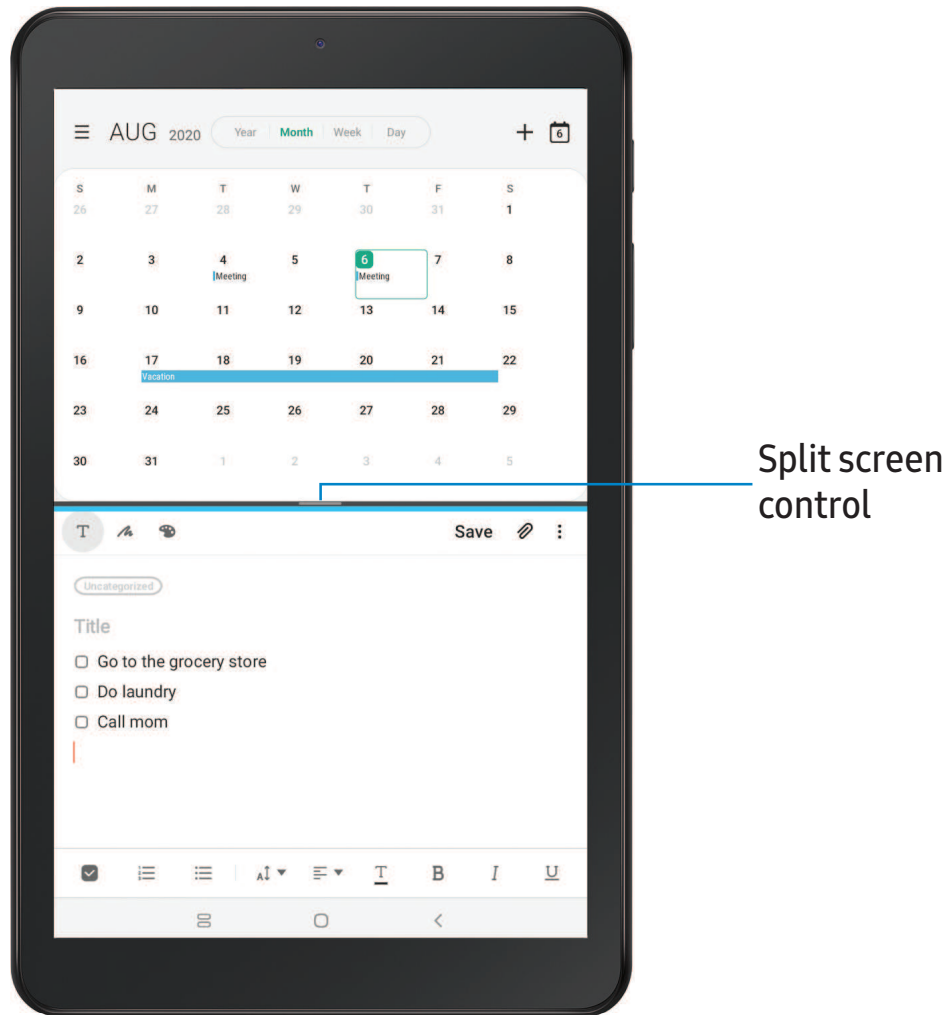 AUG 2020 Year Month Week Day 6
S M T W T F S
26 27 28 29 30 31 1
2 3 4 5 6 7 8
Meeting Meeting
9 10 11 12 13 14 15
16 17 18 19 20 21 22
Vacation
23 24 25 26 27 28 29
30 31 1 2 3 4 5
Split screen
control
T Save
Uncategorized
Title
Go to the grocery store
Do laundry
Call mom
A T B I U